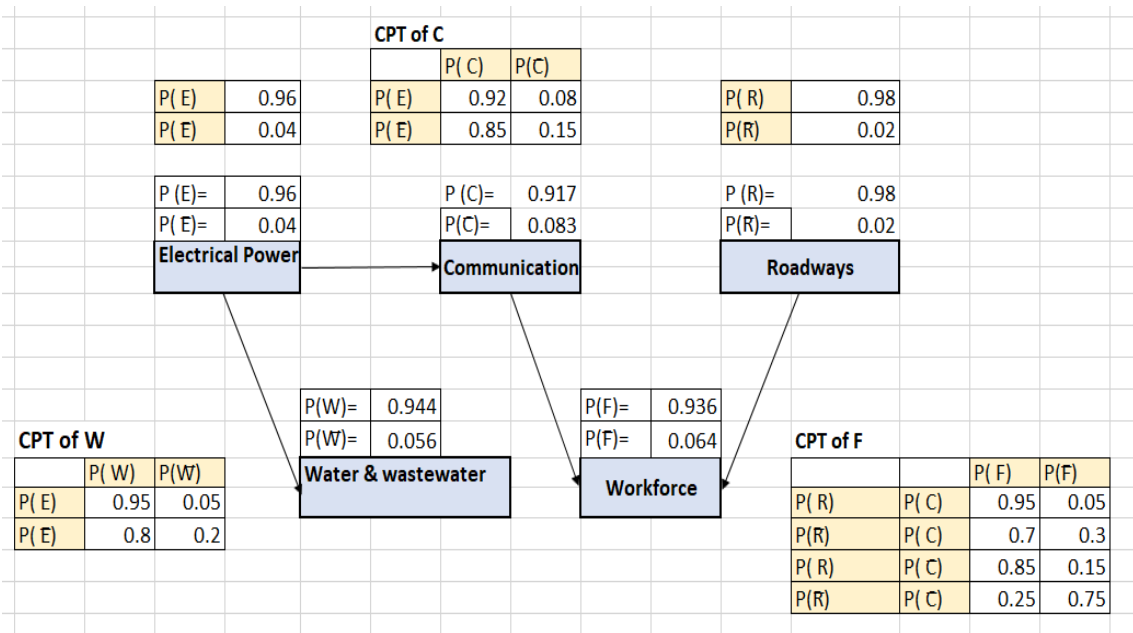 CPT of C
P( C) P(C̄)
P( E) 0.96 P( E) 0.92 0.08 P( R) 0.98
P( Ē) 0.04 P( Ē) 0.85 0.15 P(R̄) 0.02
P (E)= 0.96 P (C)= 0.917 P (R)= 0.98
P( Ē)= 0.04 P(C̄)= 0.083 P(R̄)= 0.02
Electrical Power Communication Roadways
P(W)= 0.944 P(F)= 0.936
CPT of W P(W̄)= 0.056 P(F̄)= 0.064 CPT of F
P( W) P(W̄) Water & wastewater Workforce P( F) P(F̄)
P( E) 0.95 0.05 P( R) P( C) 0.95 0.05
P( Ē) 0.8 0.2 P(R̄) P( C) 0.7 0.3
P( R) P( C̄) 0.85 0.15
P(R̄) P( C̄) 0.25 0.75